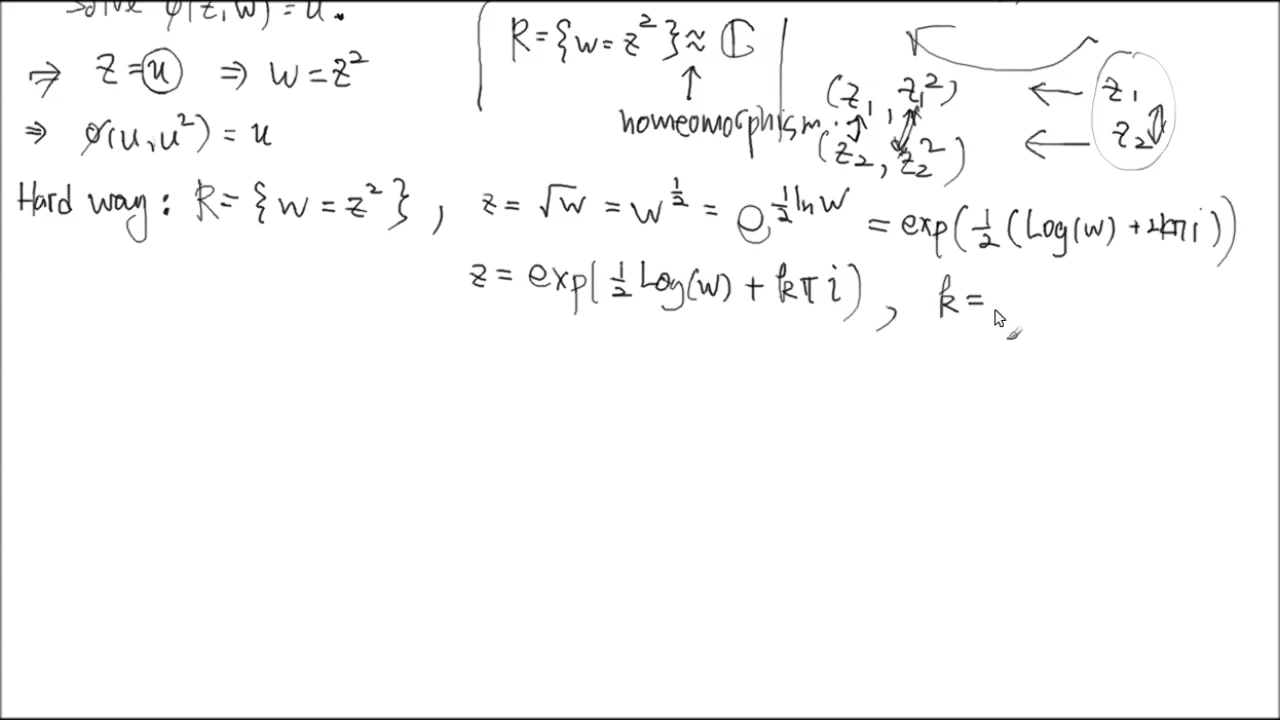 solve φ(z,w) = u.
⇒ z = u ⇒ w = z²
⇒ φ(u,u²) = u
R = {w = z²} ≈ ℂ
↑
homeomorphism
(z₁, z₁²) ← z₁
(z₂, z₂²) ← z₂
Hard way: R = {w = z²}, z = √w = w^{1/2} = e^{½ ln w} = exp(½(Log(w) + 2kπi))
z = exp(½ Log(w) + kπi), k =